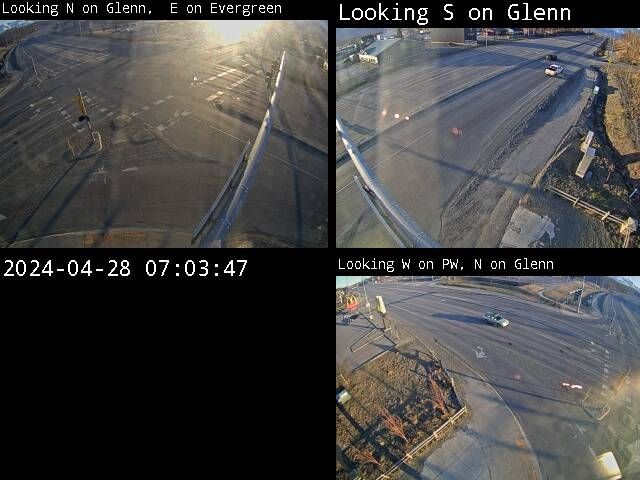 Looking N on Glenn, E on Evergreen
Looking S on Glenn
2024-04-28 07:03:47
Looking W on PW, N on Glenn